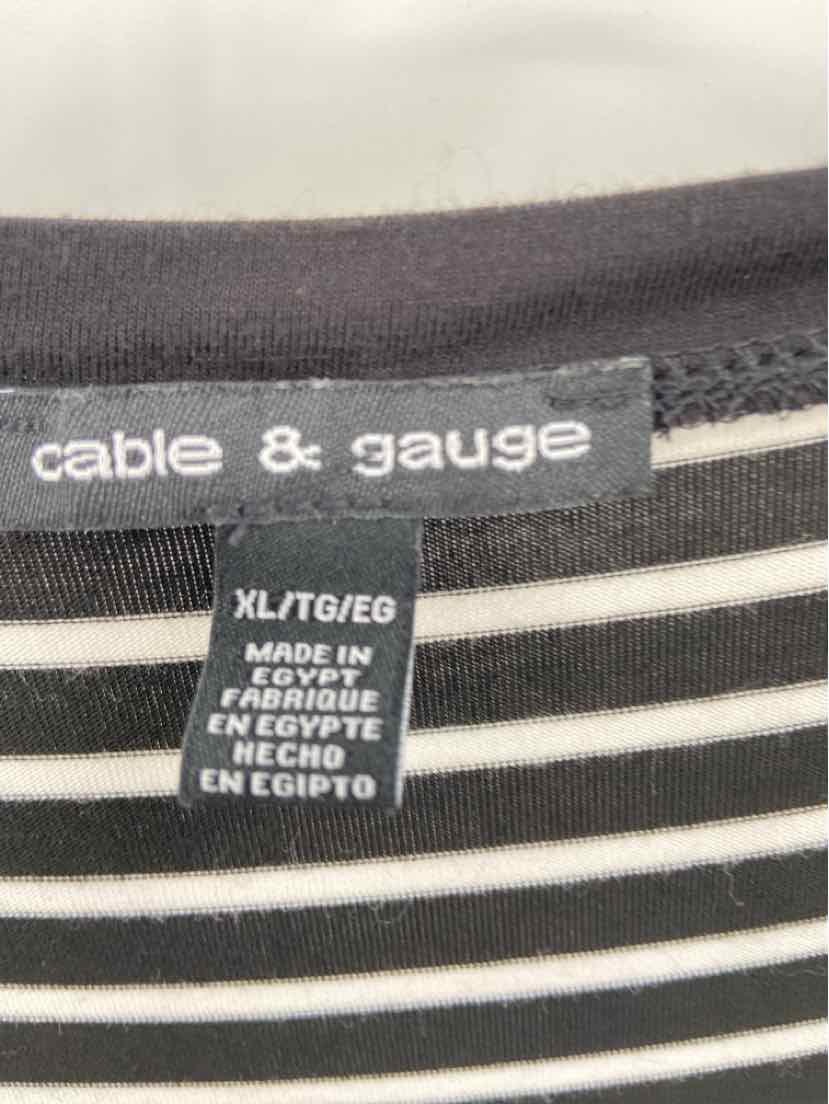 cable & gauge
XL/TG/EG
MADE IN
EGYPT
FABRIQUE
EN EGYPTE
HECHO
EN EGIPTO